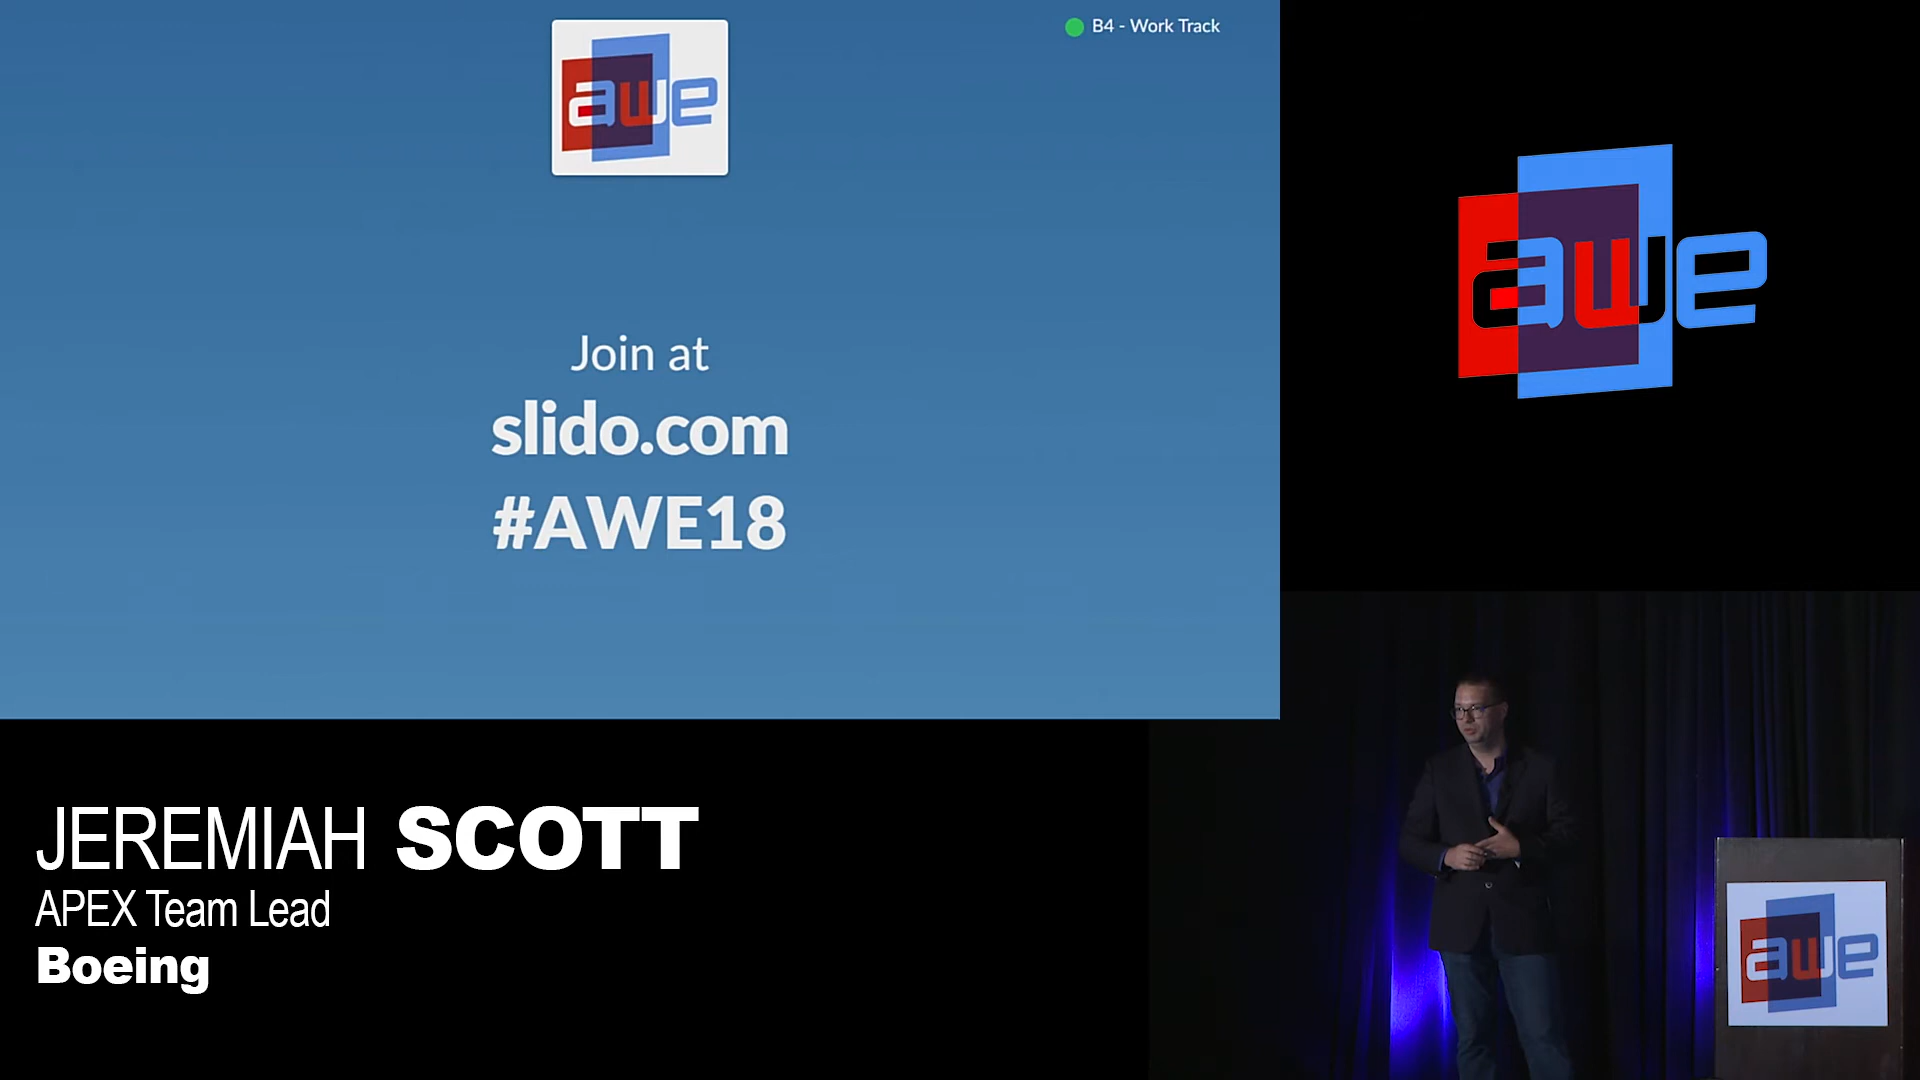 awe
B4 - Work Track
Join at
slido.com
#AWE18
awe
JEREMIAH SCOTT
APEX Team Lead
Boeing
awe